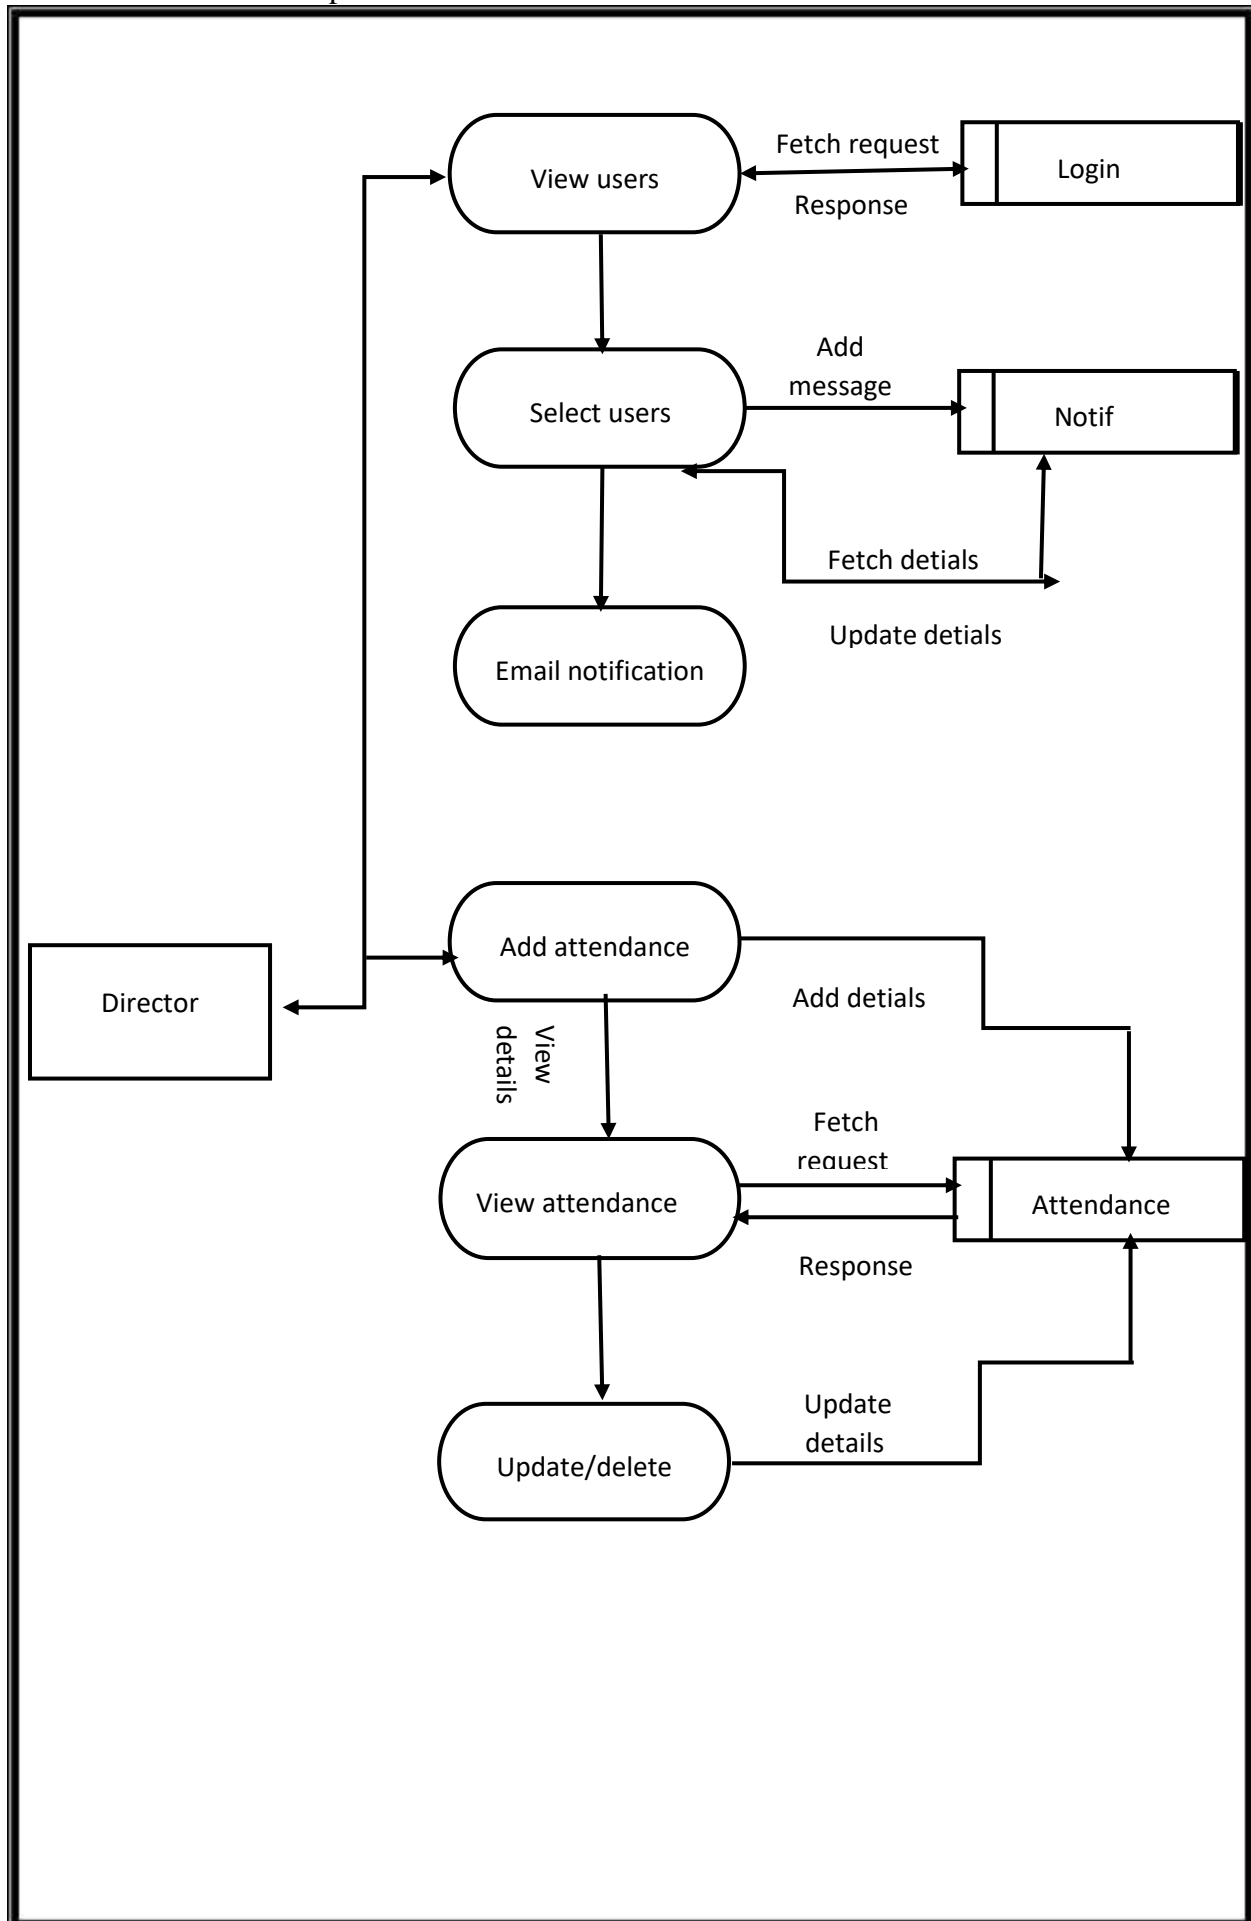 View users
Fetch request
Response
Login
Select users
Add
message
Notif
Fetch detials
Update detials
Email notification
Director
Add attendance
Add detials
View
details
View attendance
Fetch
request
Response
Attendance
Update/delete
Update
details